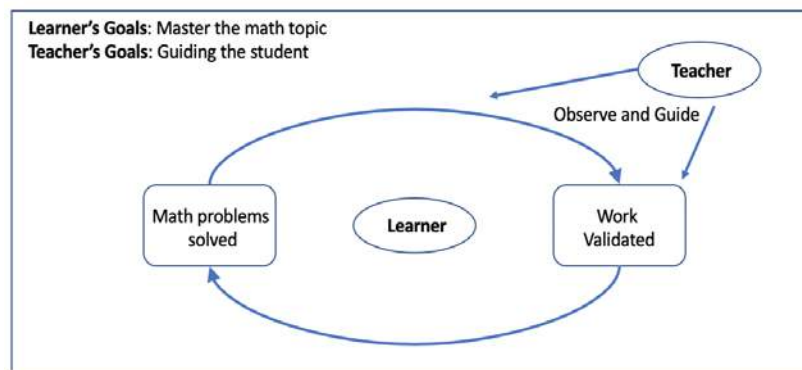 Learner's Goals: Master the math topic
Teacher's Goals: Guiding the student
Teacher
Observe and Guide
Math problems
solved
Learner
Work
Validated